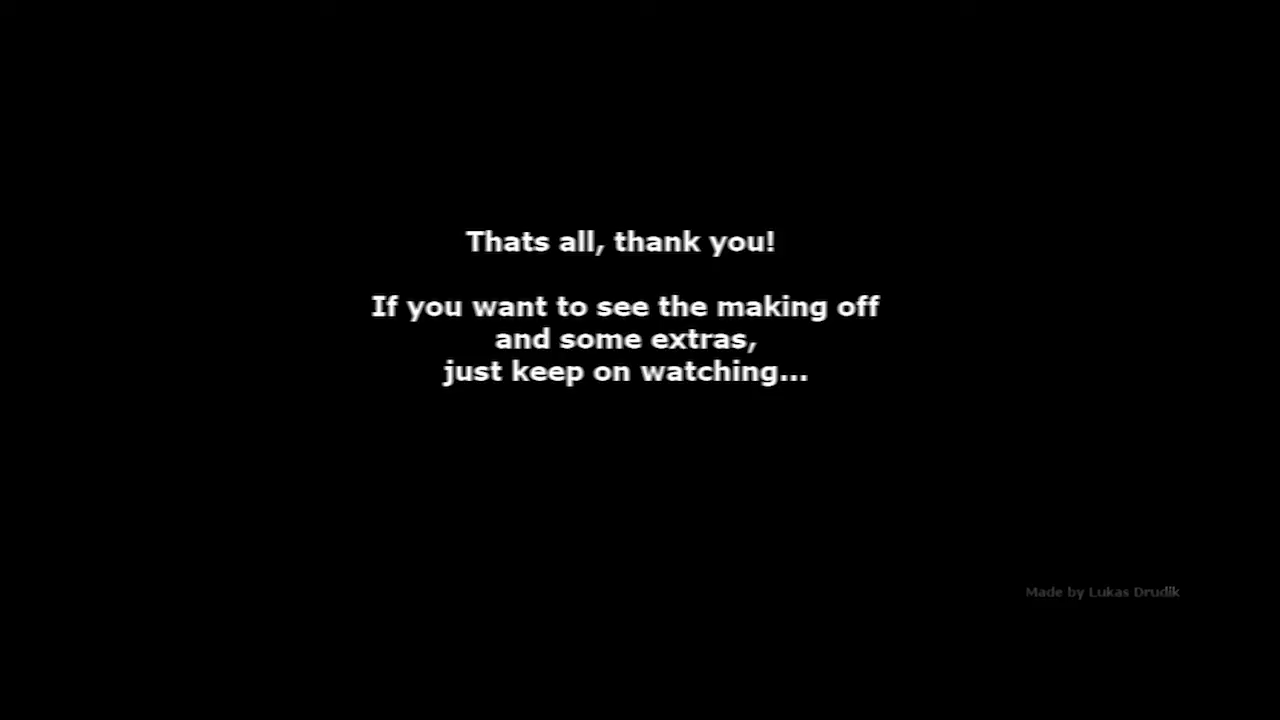 Thats all, thank you!
If you want to see the making off
and some extras,
just keep on watching...
Made by Lukas Drudik